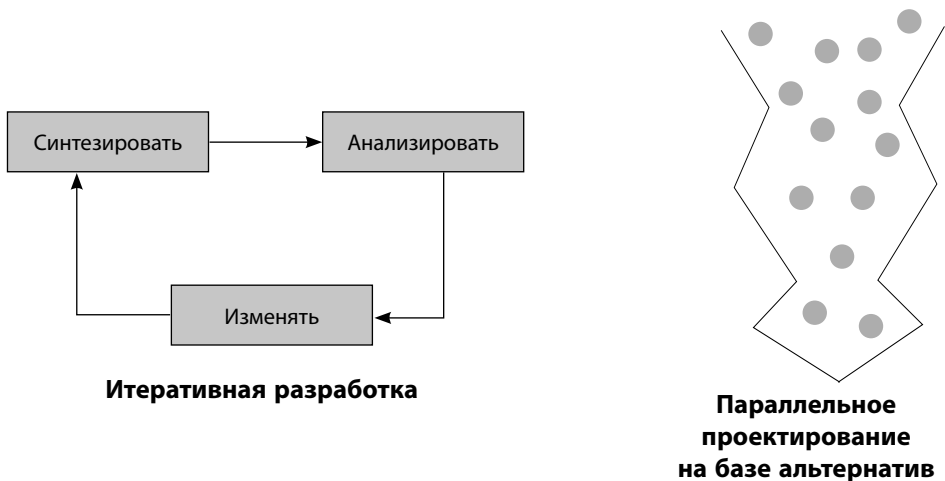 Синтезировать
Анализировать
Изменять
Итеративная разработка
Параллельное
проектирование
на базе альтернатив